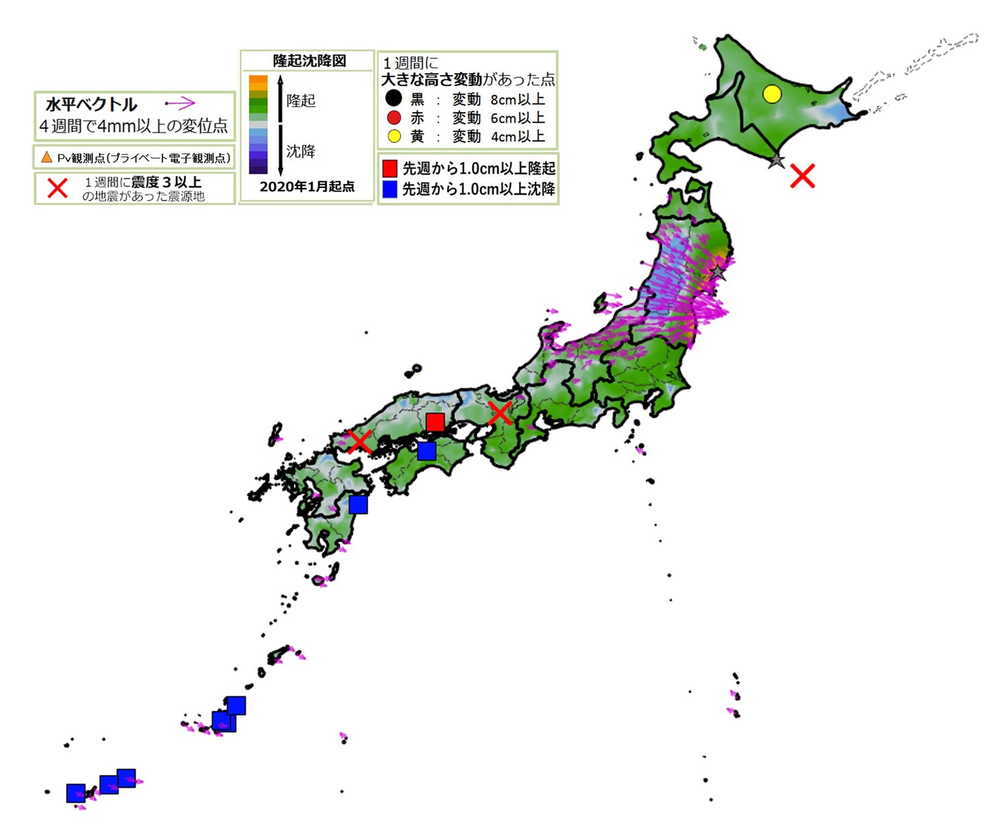 水平ベクトル
4週間で4mm以上の変位点
Pv観測点(プライベート電子観測点)
1週間に震度3以上
の地震があった震源地
隆起沈降図
隆起
沈降
2020年1月起点
1週間に
大きな高さ変動があった点
黒 : 変動 8cm以上
赤 : 変動 6cm以上
黄 : 変動 4cm以上
先週から1.0cm以上隆起
先週から1.0cm以上沈降